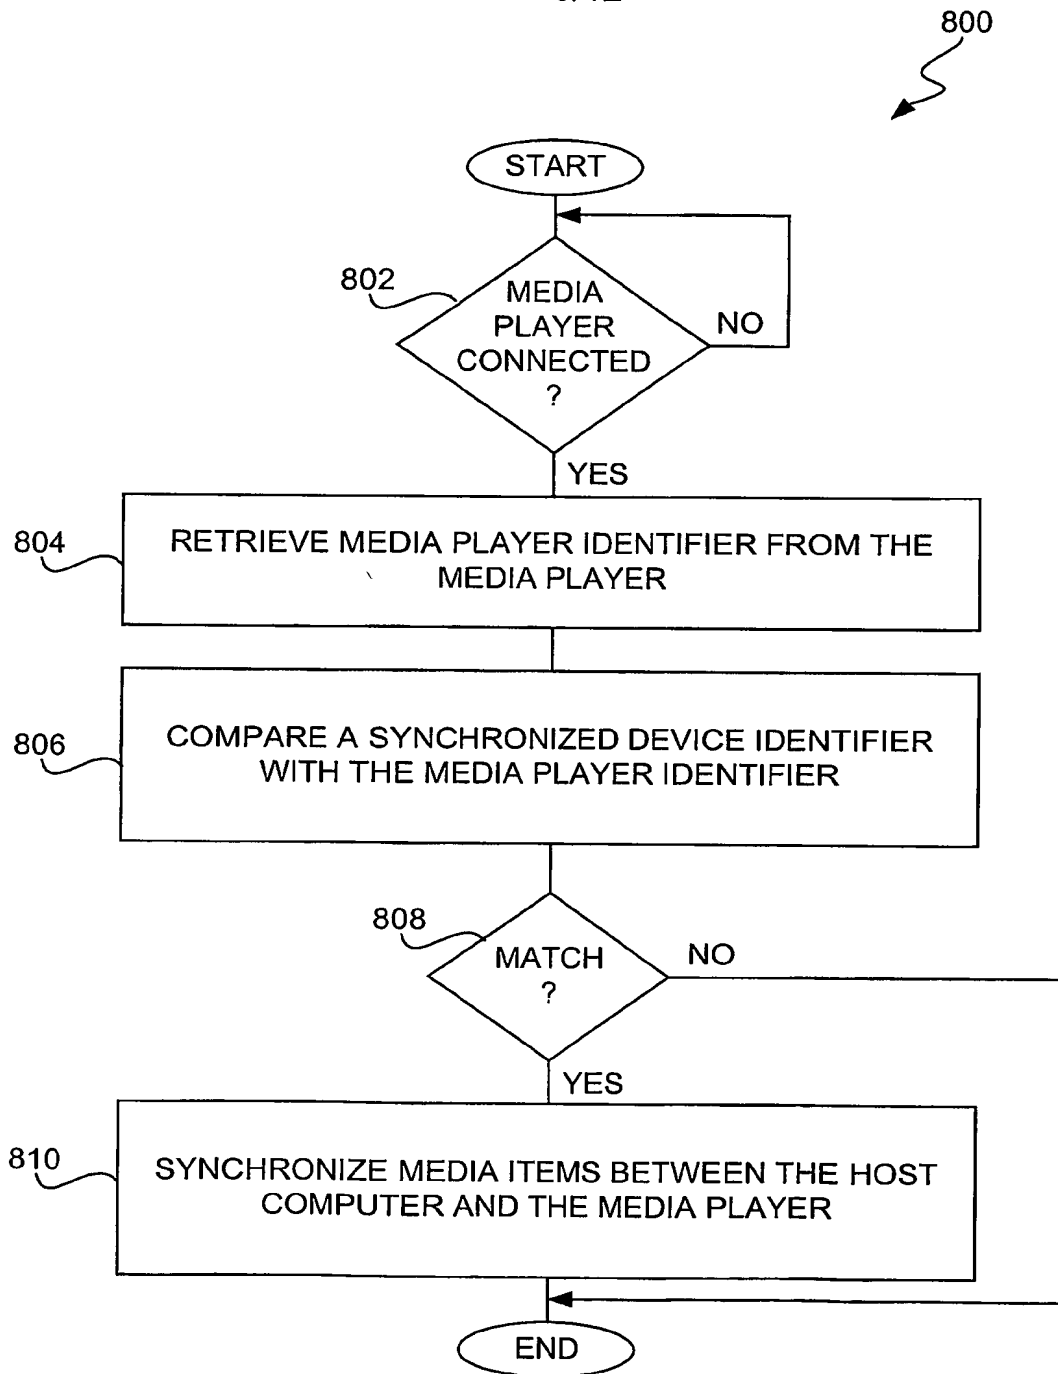 800
START
802
MEDIA
PLAYER
CONNECTED
?
NO
YES
804
RETRIEVE MEDIA PLAYER IDENTIFIER FROM THE
MEDIA PLAYER
806
COMPARE A SYNCHRONIZED DEVICE IDENTIFIER
WITH THE MEDIA PLAYER IDENTIFIER
808
MATCH
?
NO
YES
810
SYNCHRONIZE MEDIA ITEMS BETWEEN THE HOST
COMPUTER AND THE MEDIA PLAYER
END